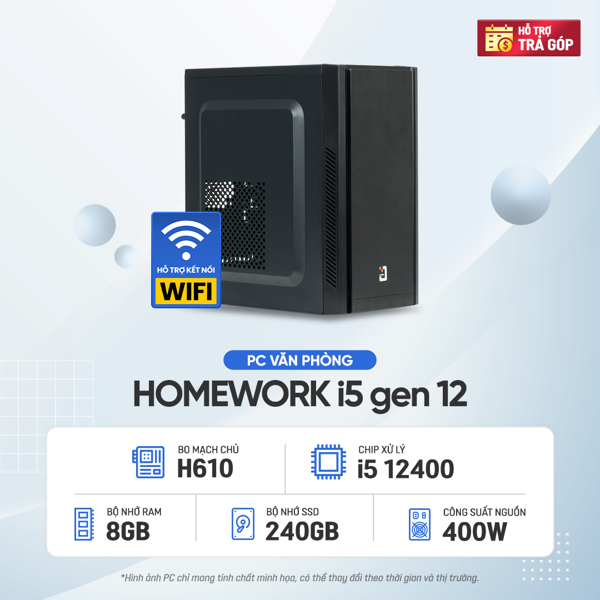 HỖ TRỢ
TRẢ GÓP
HỖ TRỢ KẾT NỐI
WIFI
PC VĂN PHÒNG
HOMEWORK i5 gen 12
BO MẠCH CHỦ
H610
CHIP XỬ LÝ
i5 12400
BỘ NHỚ RAM
8GB
BỘ NHỚ SSD
240GB
CÔNG SUẤT NGUỒN
400W
*Hình ảnh PC chỉ mang tính chất minh họa, có thể thay đổi theo thời gian và thị trường.